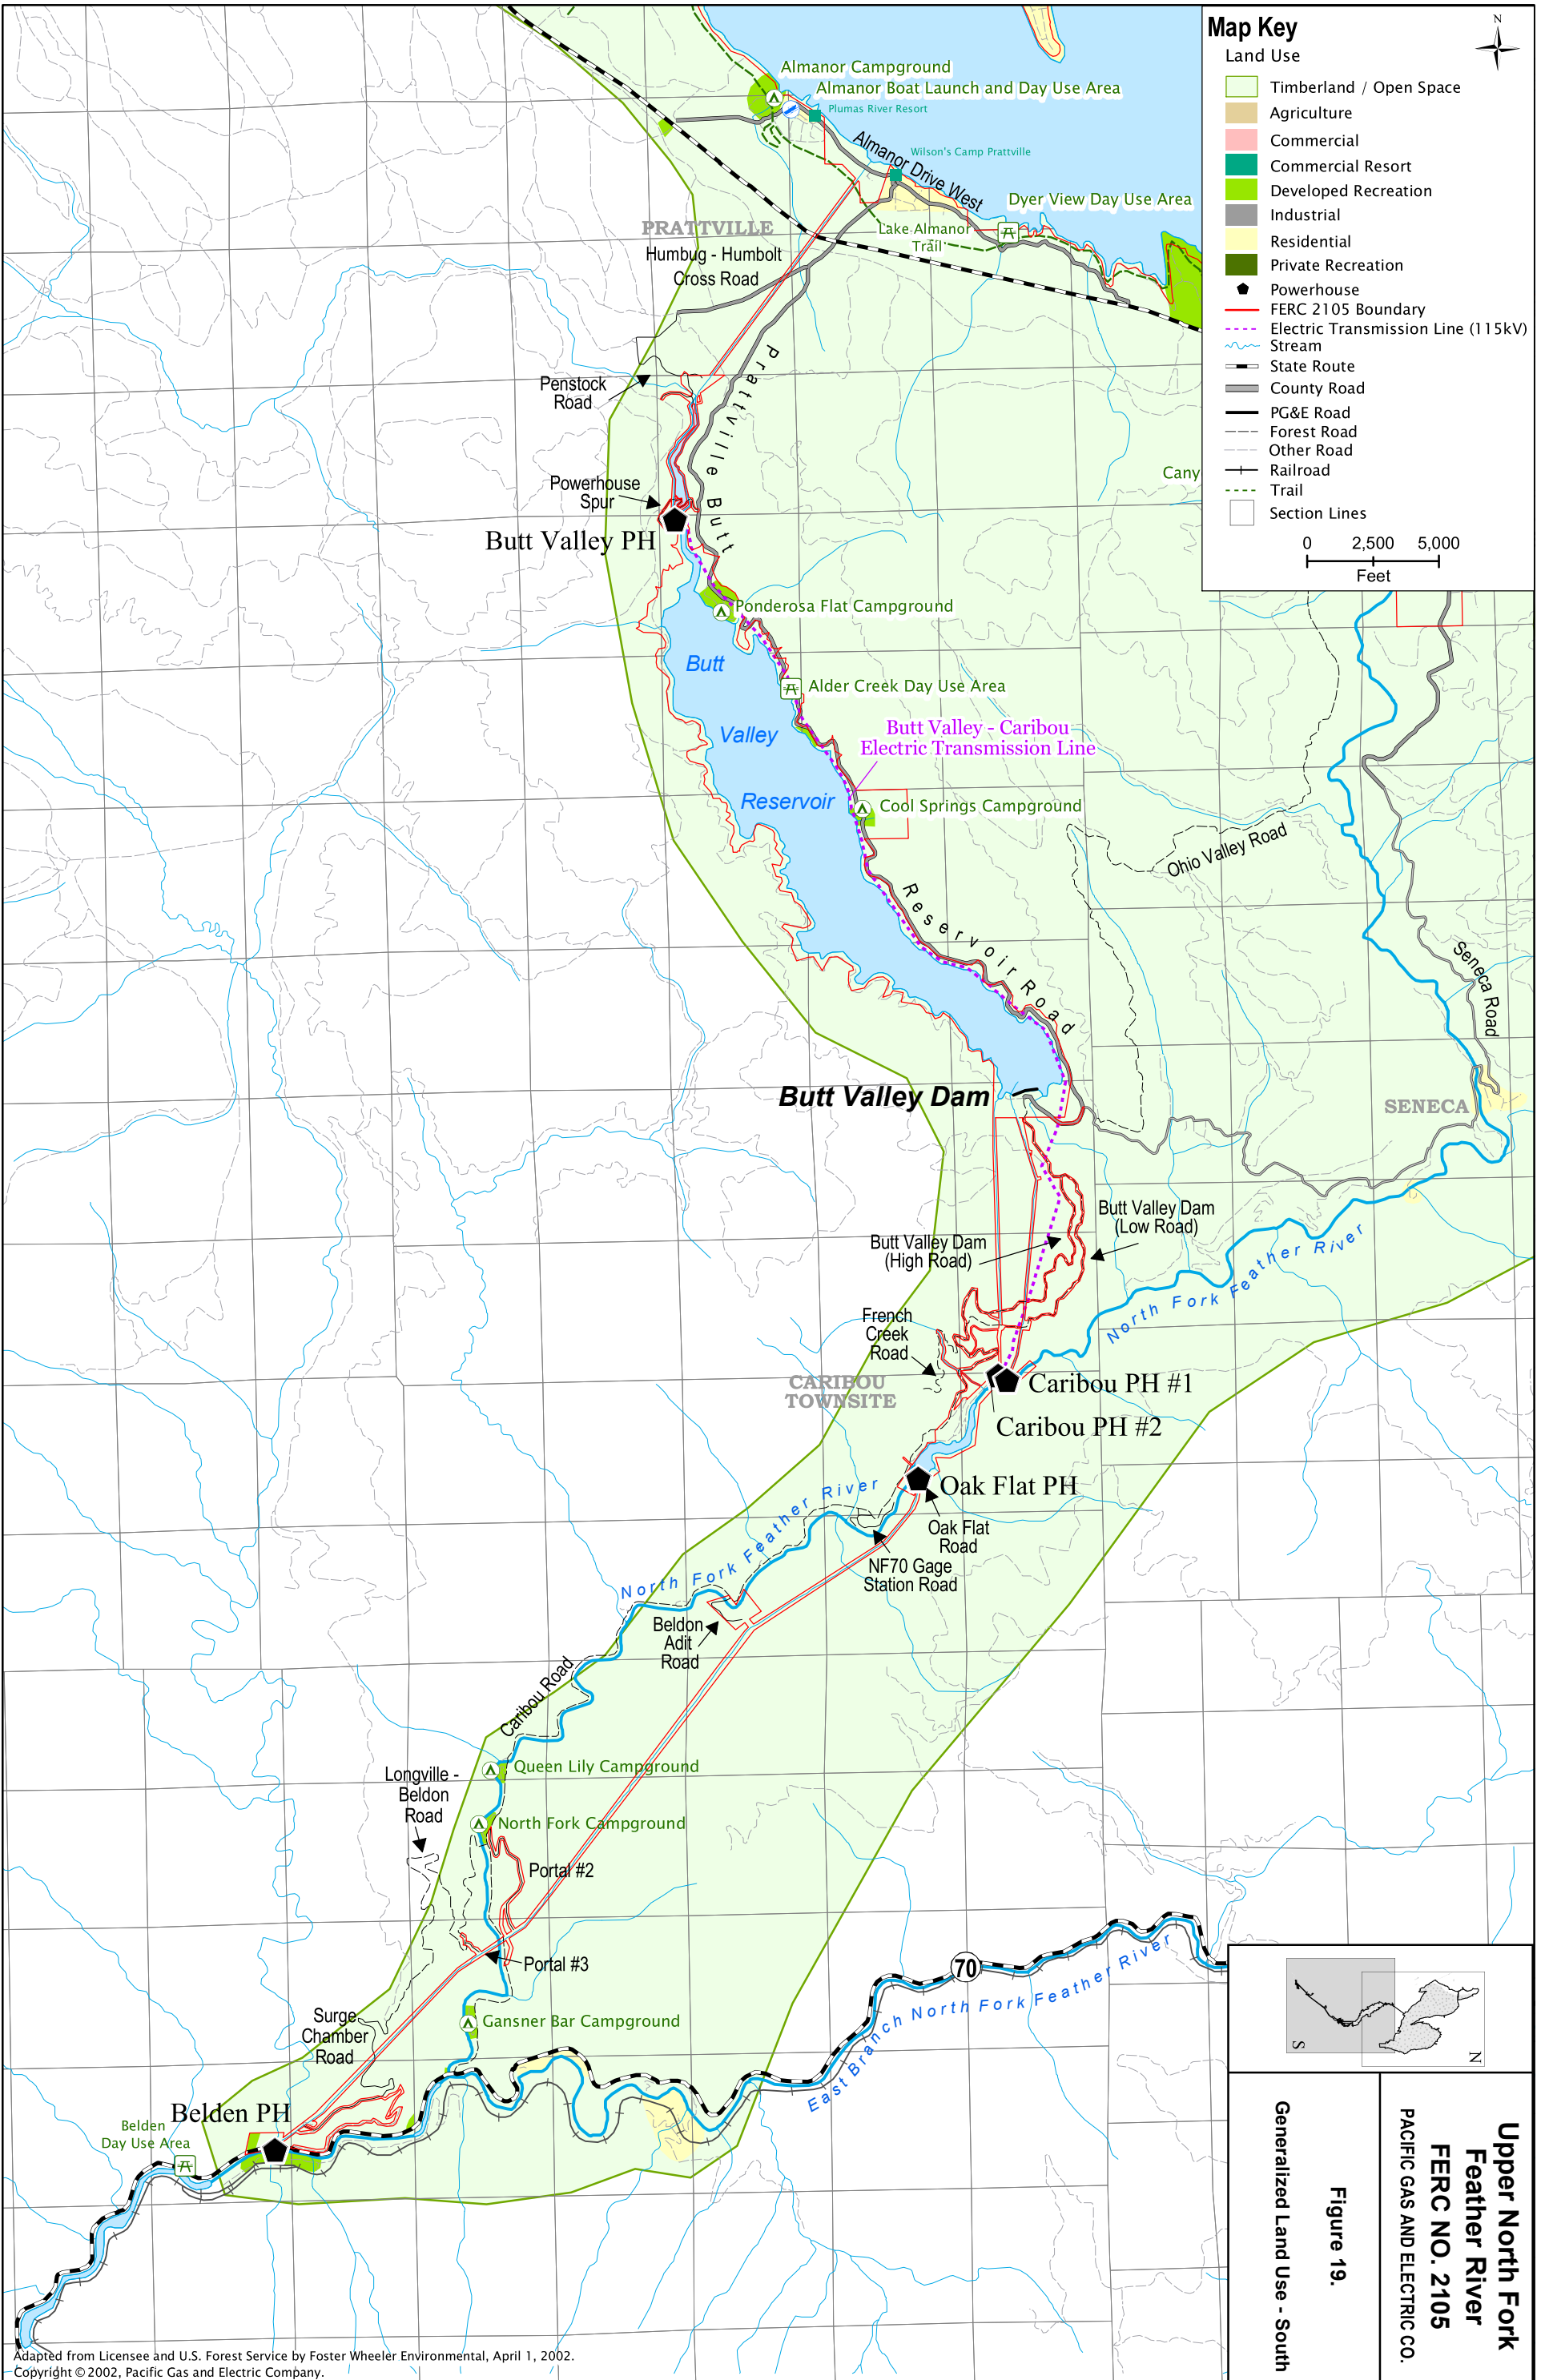 Map Key
N
Land Use
Timberland / Open Space
Agriculture
Commercial
Commercial Resort
Developed Recreation
Industrial
Residential
Private Recreation
Powerhouse
FERC 2105 Boundary
Electric Transmission Line (115kV)
Stream
State Route
County Road
PG&E Road
Forest Road
Other Road
Railroad
Trail
Section Lines
0 2,500 5,000
Feet
Almanor Campground
Almanor Boat Launch and Day Use Area
Plumas River Resort
Almanor Drive West
Wilson's Camp Prattville
Dyer View Day Use Area
PRATTVILLE
Lake Almanor
Trail
Humbug - Humbolt
Cross Road
Penstock
Road
Prattville Butt
Cany
Powerhouse
Spur
Butt Valley PH
Ponderosa Flat Campground
Butt
Valley
Reservoir
Alder Creek Day Use Area
Butt Valley - Caribou
Electric Transmission Line
Cool Springs Campground
Ohio Valley Road
Reservoir Road
Seneca Road
Butt Valley Dam
SENECA
Butt Valley Dam
(Low Road)
Butt Valley Dam
(High Road)
North Fork Feather River
French
Creek
Road
CARIBOU
TOWNSITE
Caribou PH #1
Caribou PH #2
Oak Flat PH
North Fork Feather River
Oak Flat
Road
NF70 Gage
Station Road
Beldon
Adit
Road
Caribou Road
Queen Lily Campground
Longville -
Beldon
Road
North Fork Campground
Portal #2
Portal #3
70
East Branch North Fork Feather River
Gansner Bar Campground
Surge
Chamber
Road
Belden PH
Belden
Day Use Area
S
N
Upper North Fork
Feather River
FERC NO. 2105
PACIFIC GAS AND ELECTRIC CO.
Figure 19.
Generalized Land Use - South
Adapted from Licensee and U.S. Forest Service by Foster Wheeler Environmental, April 1, 2002.
Copyright © 2002, Pacific Gas and Electric Company.